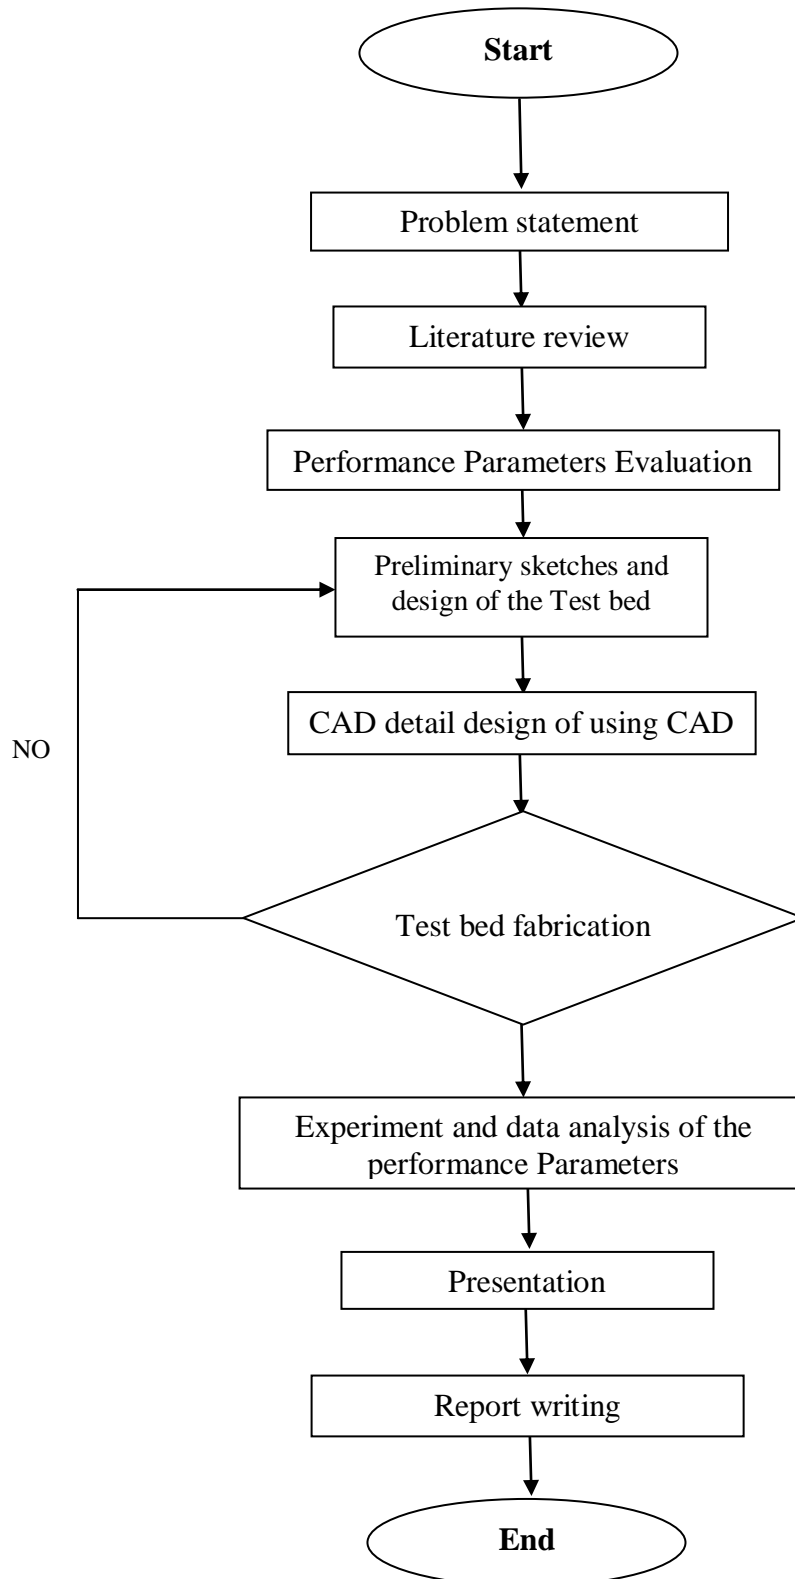 Start
Problem statement
Literature review
Performance Parameters Evaluation
Preliminary sketches and
design of the Test bed
CAD detail design of using CAD
NO
Test bed fabrication
Experiment and data analysis of the
performance Parameters
Presentation
Report writing
End